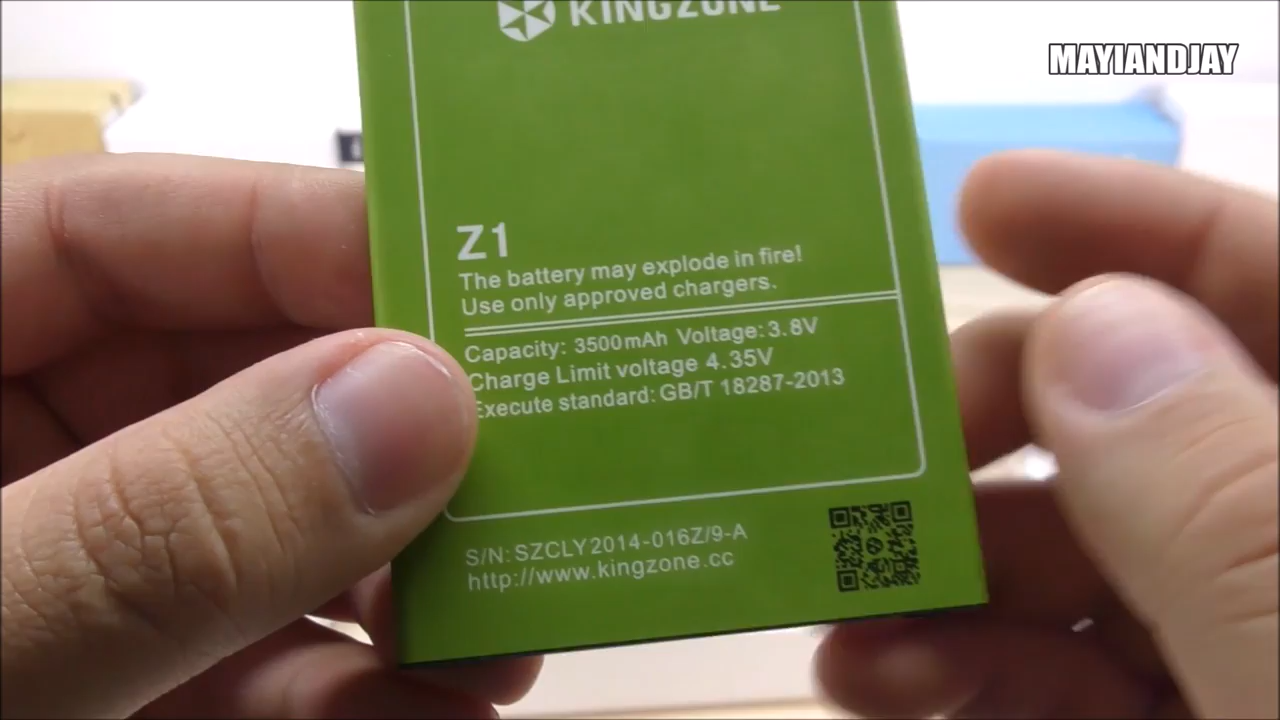 KINGZONE
MAYIANDJAY
Z1
The battery may explode in fire!
Use only approved chargers.
Capacity: 3500mAh Voltage: 3.8V
Charge Limit voltage 4.35V
Execute standard: GB/T 18287-2013
S/N: SZCLY2014-016Z/9-A
http://www.kingzone.cc